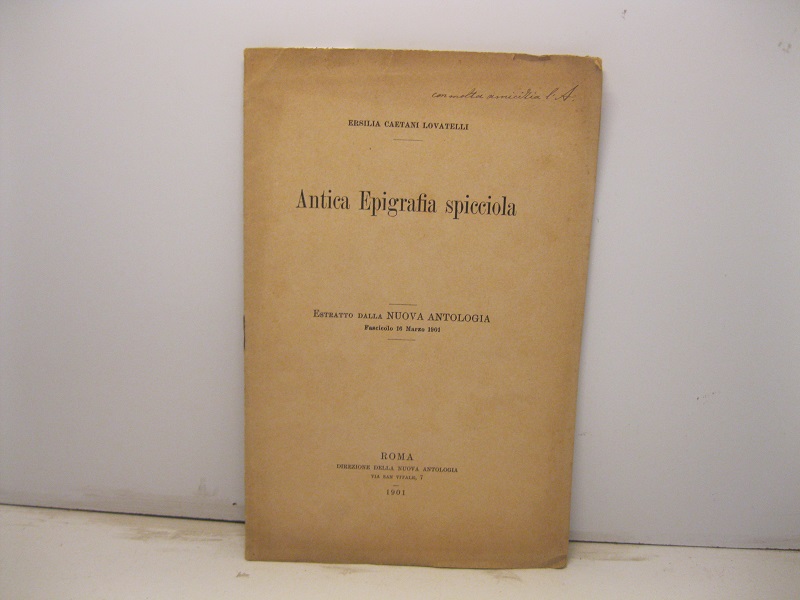 con molta amicizia l'A.
ERSILIA CAETANI LOVATELLI
Antica Epigrafia spicciola
ESTRATTO DALLA NUOVA ANTOLOGIA
Fascicolo 16 Marzo 1901
ROMA
DIREZIONE DELLA NUOVA ANTOLOGIA
VIA SAN VITALE, 7
1901